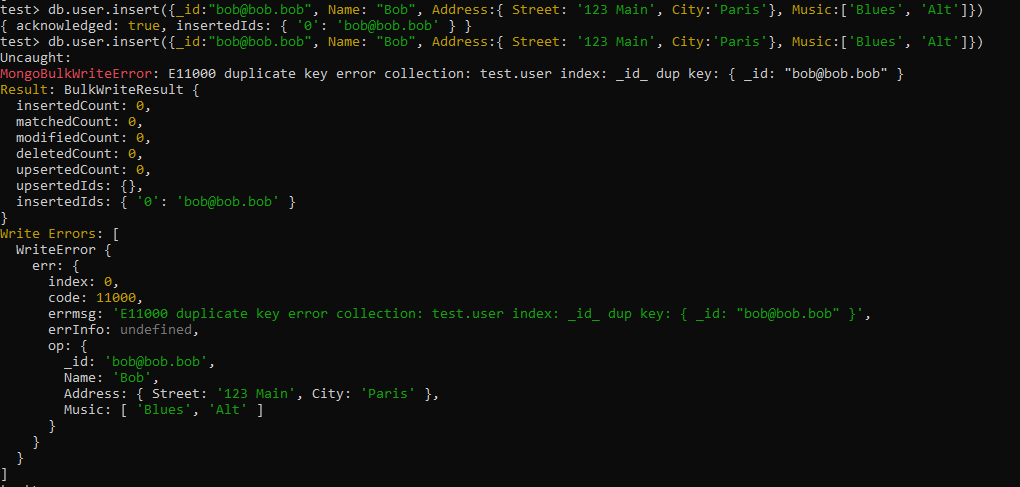 test> db.user.insert({_id:"bob@bob.bob", Name: "Bob", Address:{ Street: '123 Main', City:'Paris'}, Music:['Blues', 'Alt']})
{ acknowledged: true, insertedIds: { '0': 'bob@bob.bob' } }
test> db.user.insert({_id:"bob@bob.bob", Name: "Bob", Address:{ Street: '123 Main', City:'Paris'}, Music:['Blues', 'Alt']})
Uncaught:
MongoBulkWriteError: E11000 duplicate key error collection: test.user index: _id_ dup key: { _id: "bob@bob.bob" }
Result: BulkWriteResult {
  insertedCount: 0,
  matchedCount: 0,
  modifiedCount: 0,
  deletedCount: 0,
  upsertedCount: 0,
  upsertedIds: {},
  insertedIds: { '0': 'bob@bob.bob' }
}
Write Errors: [
  WriteError {
    err: {
      index: 0,
      code: 11000,
      errmsg: 'E11000 duplicate key error collection: test.user index: _id_ dup key: { _id: "bob@bob.bob" }',
      errInfo: undefined,
      op: {
        _id: 'bob@bob.bob',
        Name: 'Bob',
        Address: { Street: '123 Main', City: 'Paris' },
        Music: [ 'Blues', 'Alt' ]
      }
    }
  }
]